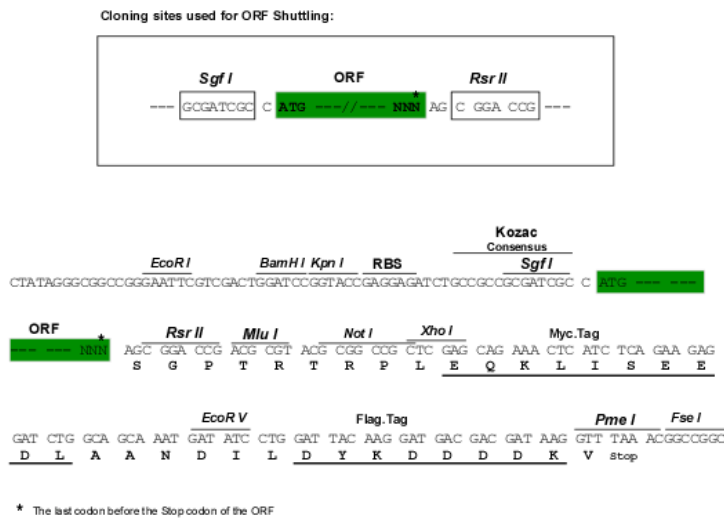 Cloning sites used for ORF Shuttling:
Sgf I ORF Rsr II
--- GCGATCGC C ATG ---//--- NNN* AG C GGA CCG ---
Kozac
Consensus
EcoR I BamH I Kpn I RBS Sgf I
CTATAGGGCGGCCGGGAATTCGTCGACTGGATCCGGTACCGAGGAGATCTGCCGCCGCGATCGC C ATG --- ---
ORF Rsr II Mlu I Not I Xho I Myc.Tag
--- --- NNN* AGC GGA CCG ACG CGT ACG CGG CCG CTC GAG CAG AAA CTC ATC TCA GAA GAG
S G P T R T R P L E Q K L I S E E
EcoR V Flag.Tag Pme I Fse I
GAT CTG GCA GCA AAT GAT ATC CTG GAT TAC AAG GAT GAC GAC GAT AAG GTT TAA ACGGCCGGC
D L A A N D I L D Y K D D D D K V Stop
* The last codon before the Stop codon of the ORF